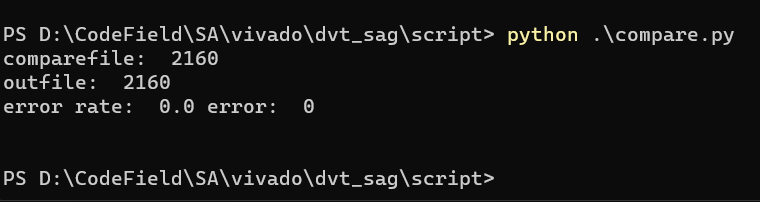 PS D:\CodeField\SA\vivado\dvt_sag\script> python .\compare.py
comparefile:  2160
outfile:  2160
error rate:  0.0 error:  0
PS D:\CodeField\SA\vivado\dvt_sag\script>